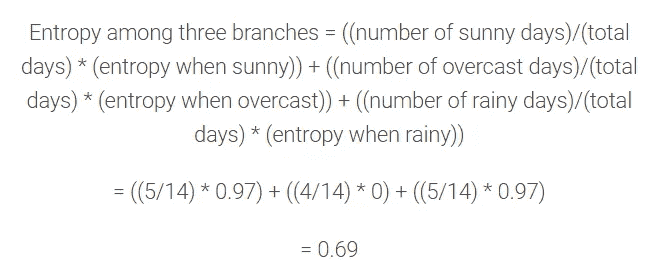 Entropy among three branches = ((number of sunny days)/(total
days) * (entropy when sunny)) + ((number of overcast days)/(total
days) * (entropy when overcast)) + ((number of rainy days)/(total
days) * (entropy when rainy))
= ((5/14) * 0.97) + ((4/14) * 0) + ((5/14) * 0.97)
= 0.69